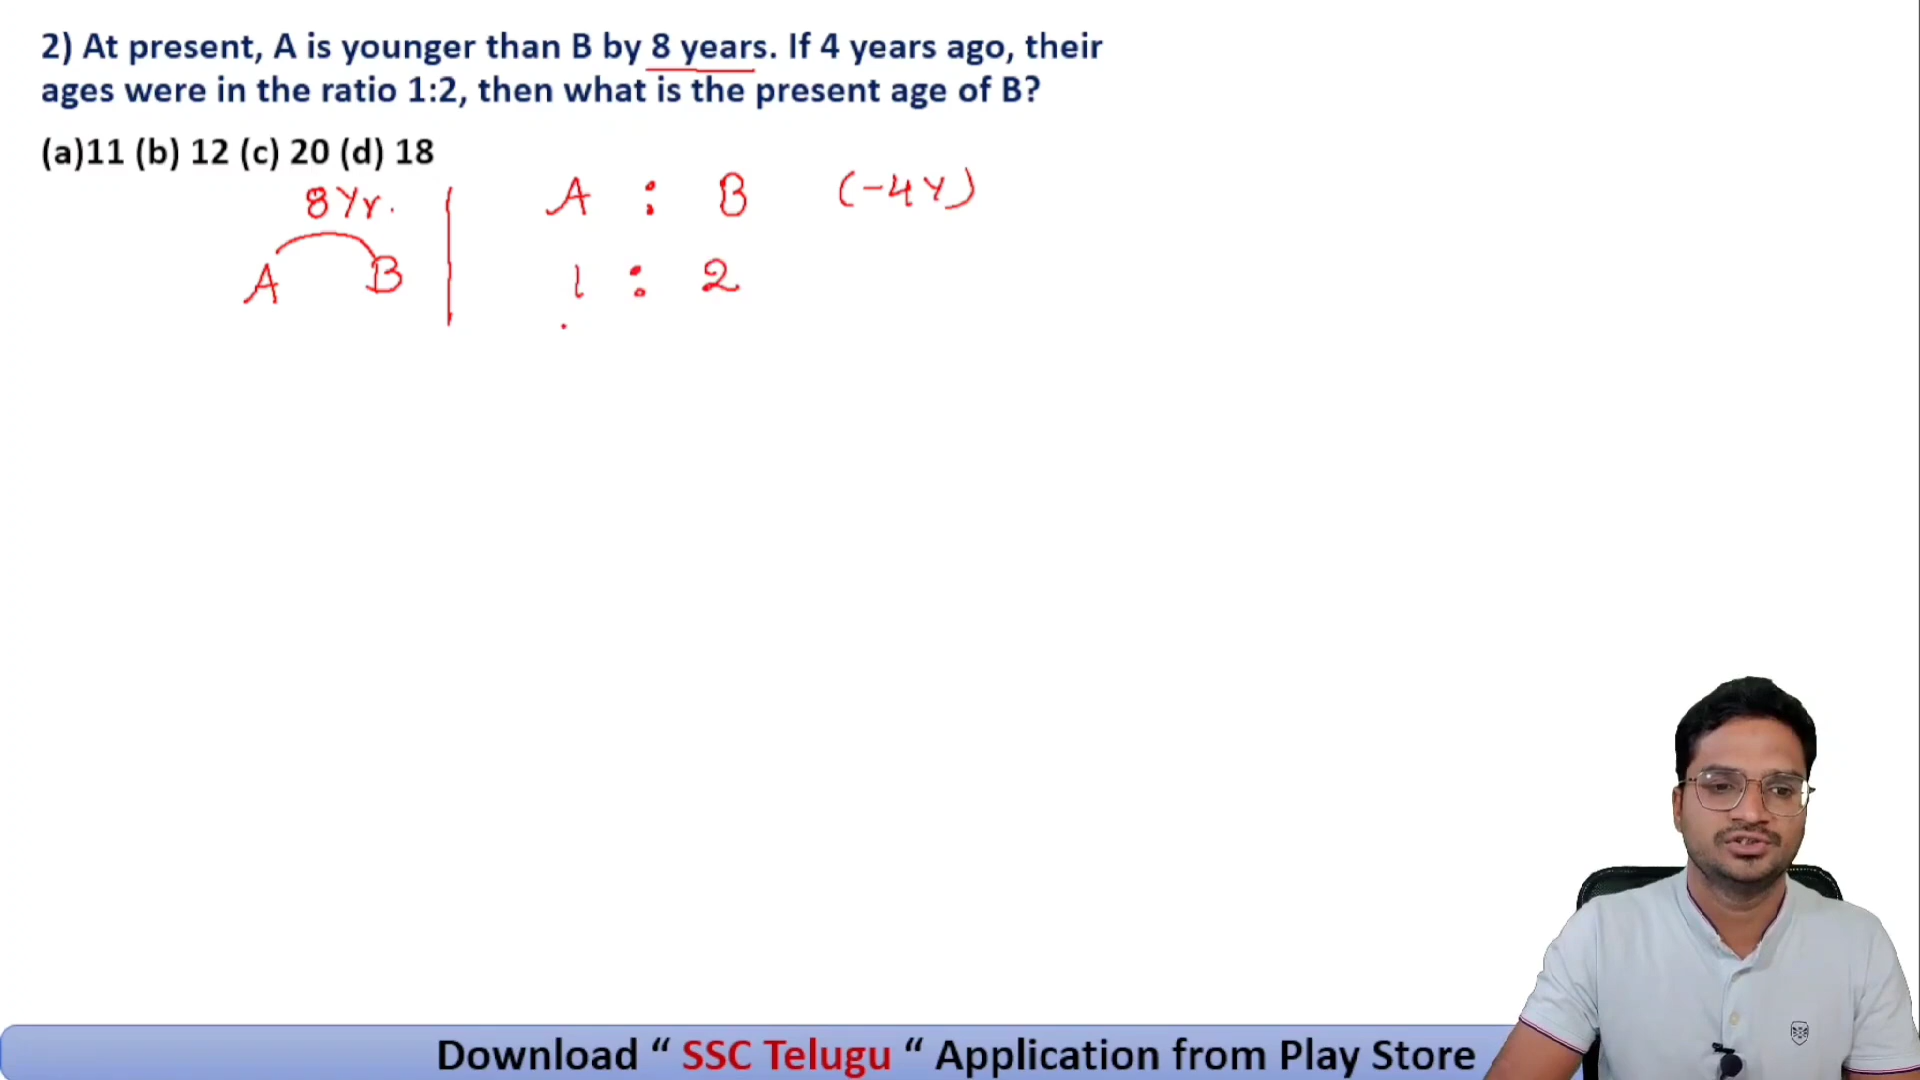 2) At present, A is younger than B by 8 years. If 4 years ago, their
ages were in the ratio 1:2, then what is the present age of B?
(a)11 (b) 12 (c) 20 (d) 18
8 Yr.
A B
A : B (-4Y)
1 : 2
Download “ SSC Telugu “ Application from Play Store